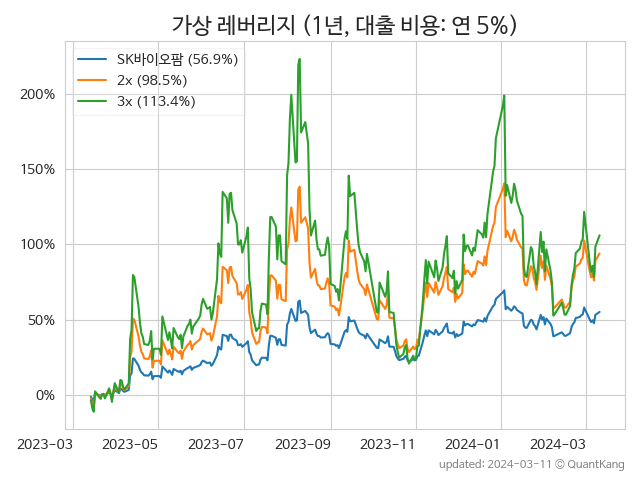 가상 레버리지 (1년, 대출 비용: 연 5%)
SK바이오팜 (56.9%)
2x (98.5%)
3x (113.4%)
200%
150%
100%
50%
0%
2023-03
2023-05
2023-07
2023-09
2023-11
2024-01
2024-03
updated: 2024-03-11 © QuantKang